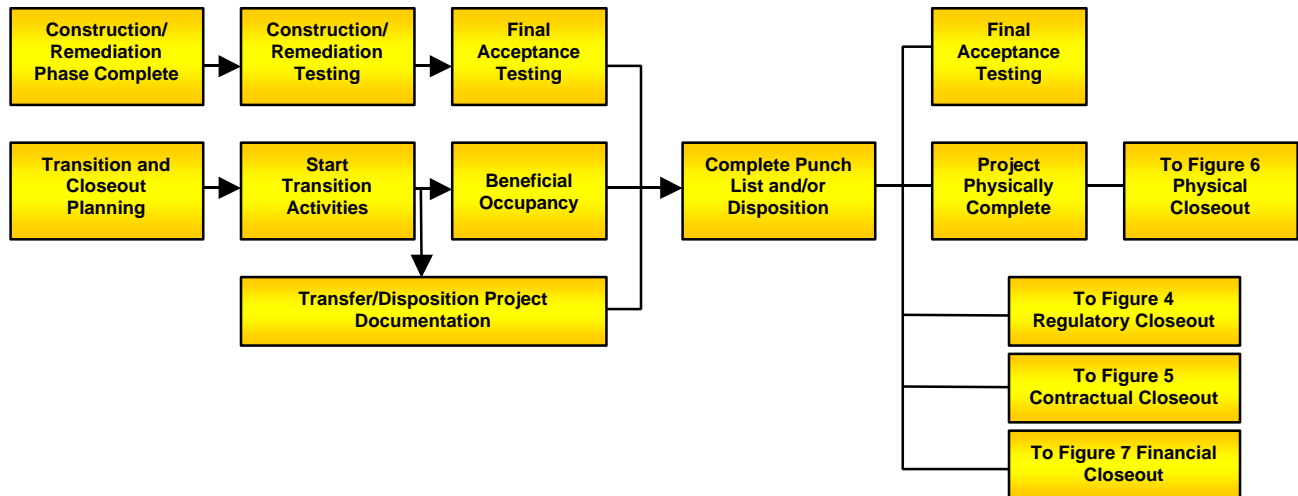 Construction/
Remediation
Phase Complete
Construction/
Remediation
Testing
Final
Acceptance
Testing
Final
Acceptance
Testing
Transition and
Closeout
Planning
Start
Transition
Activities
Beneficial
Occupancy
Complete Punch
List and/or
Disposition
Project
Physically
Complete
To Figure 6
Physical
Closeout
Transfer/Disposition Project
Documentation
To Figure 4
Regulatory Closeout
To Figure 5
Contractual Closeout
To Figure 7 Financial
Closeout